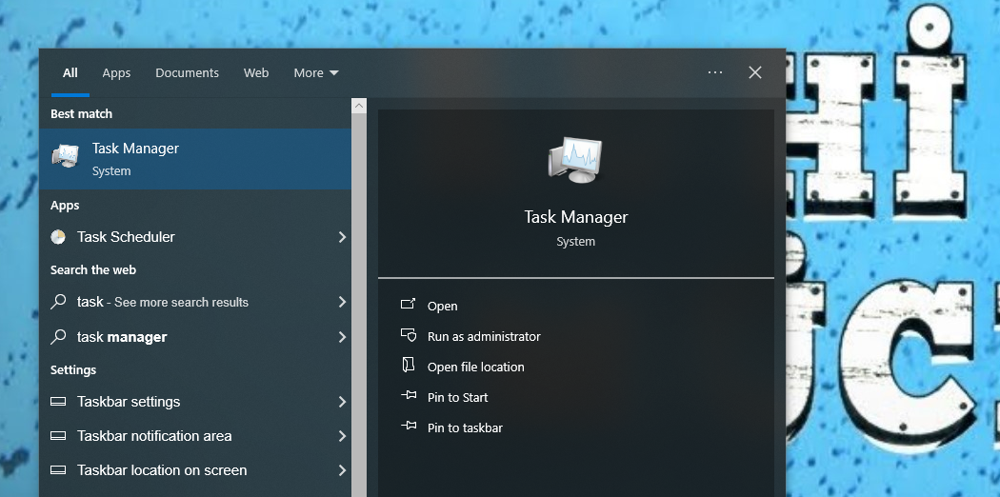 All Apps Documents Web More
Best match
Task Manager
System
Apps
Task Scheduler
Search the web
task - See more search results
task manager
Settings
Taskbar settings
Taskbar notification area
Taskbar location on screen
Task Manager
System
Open
Run as administrator
Open file location
Pin to Start
Pin to taskbar
HI